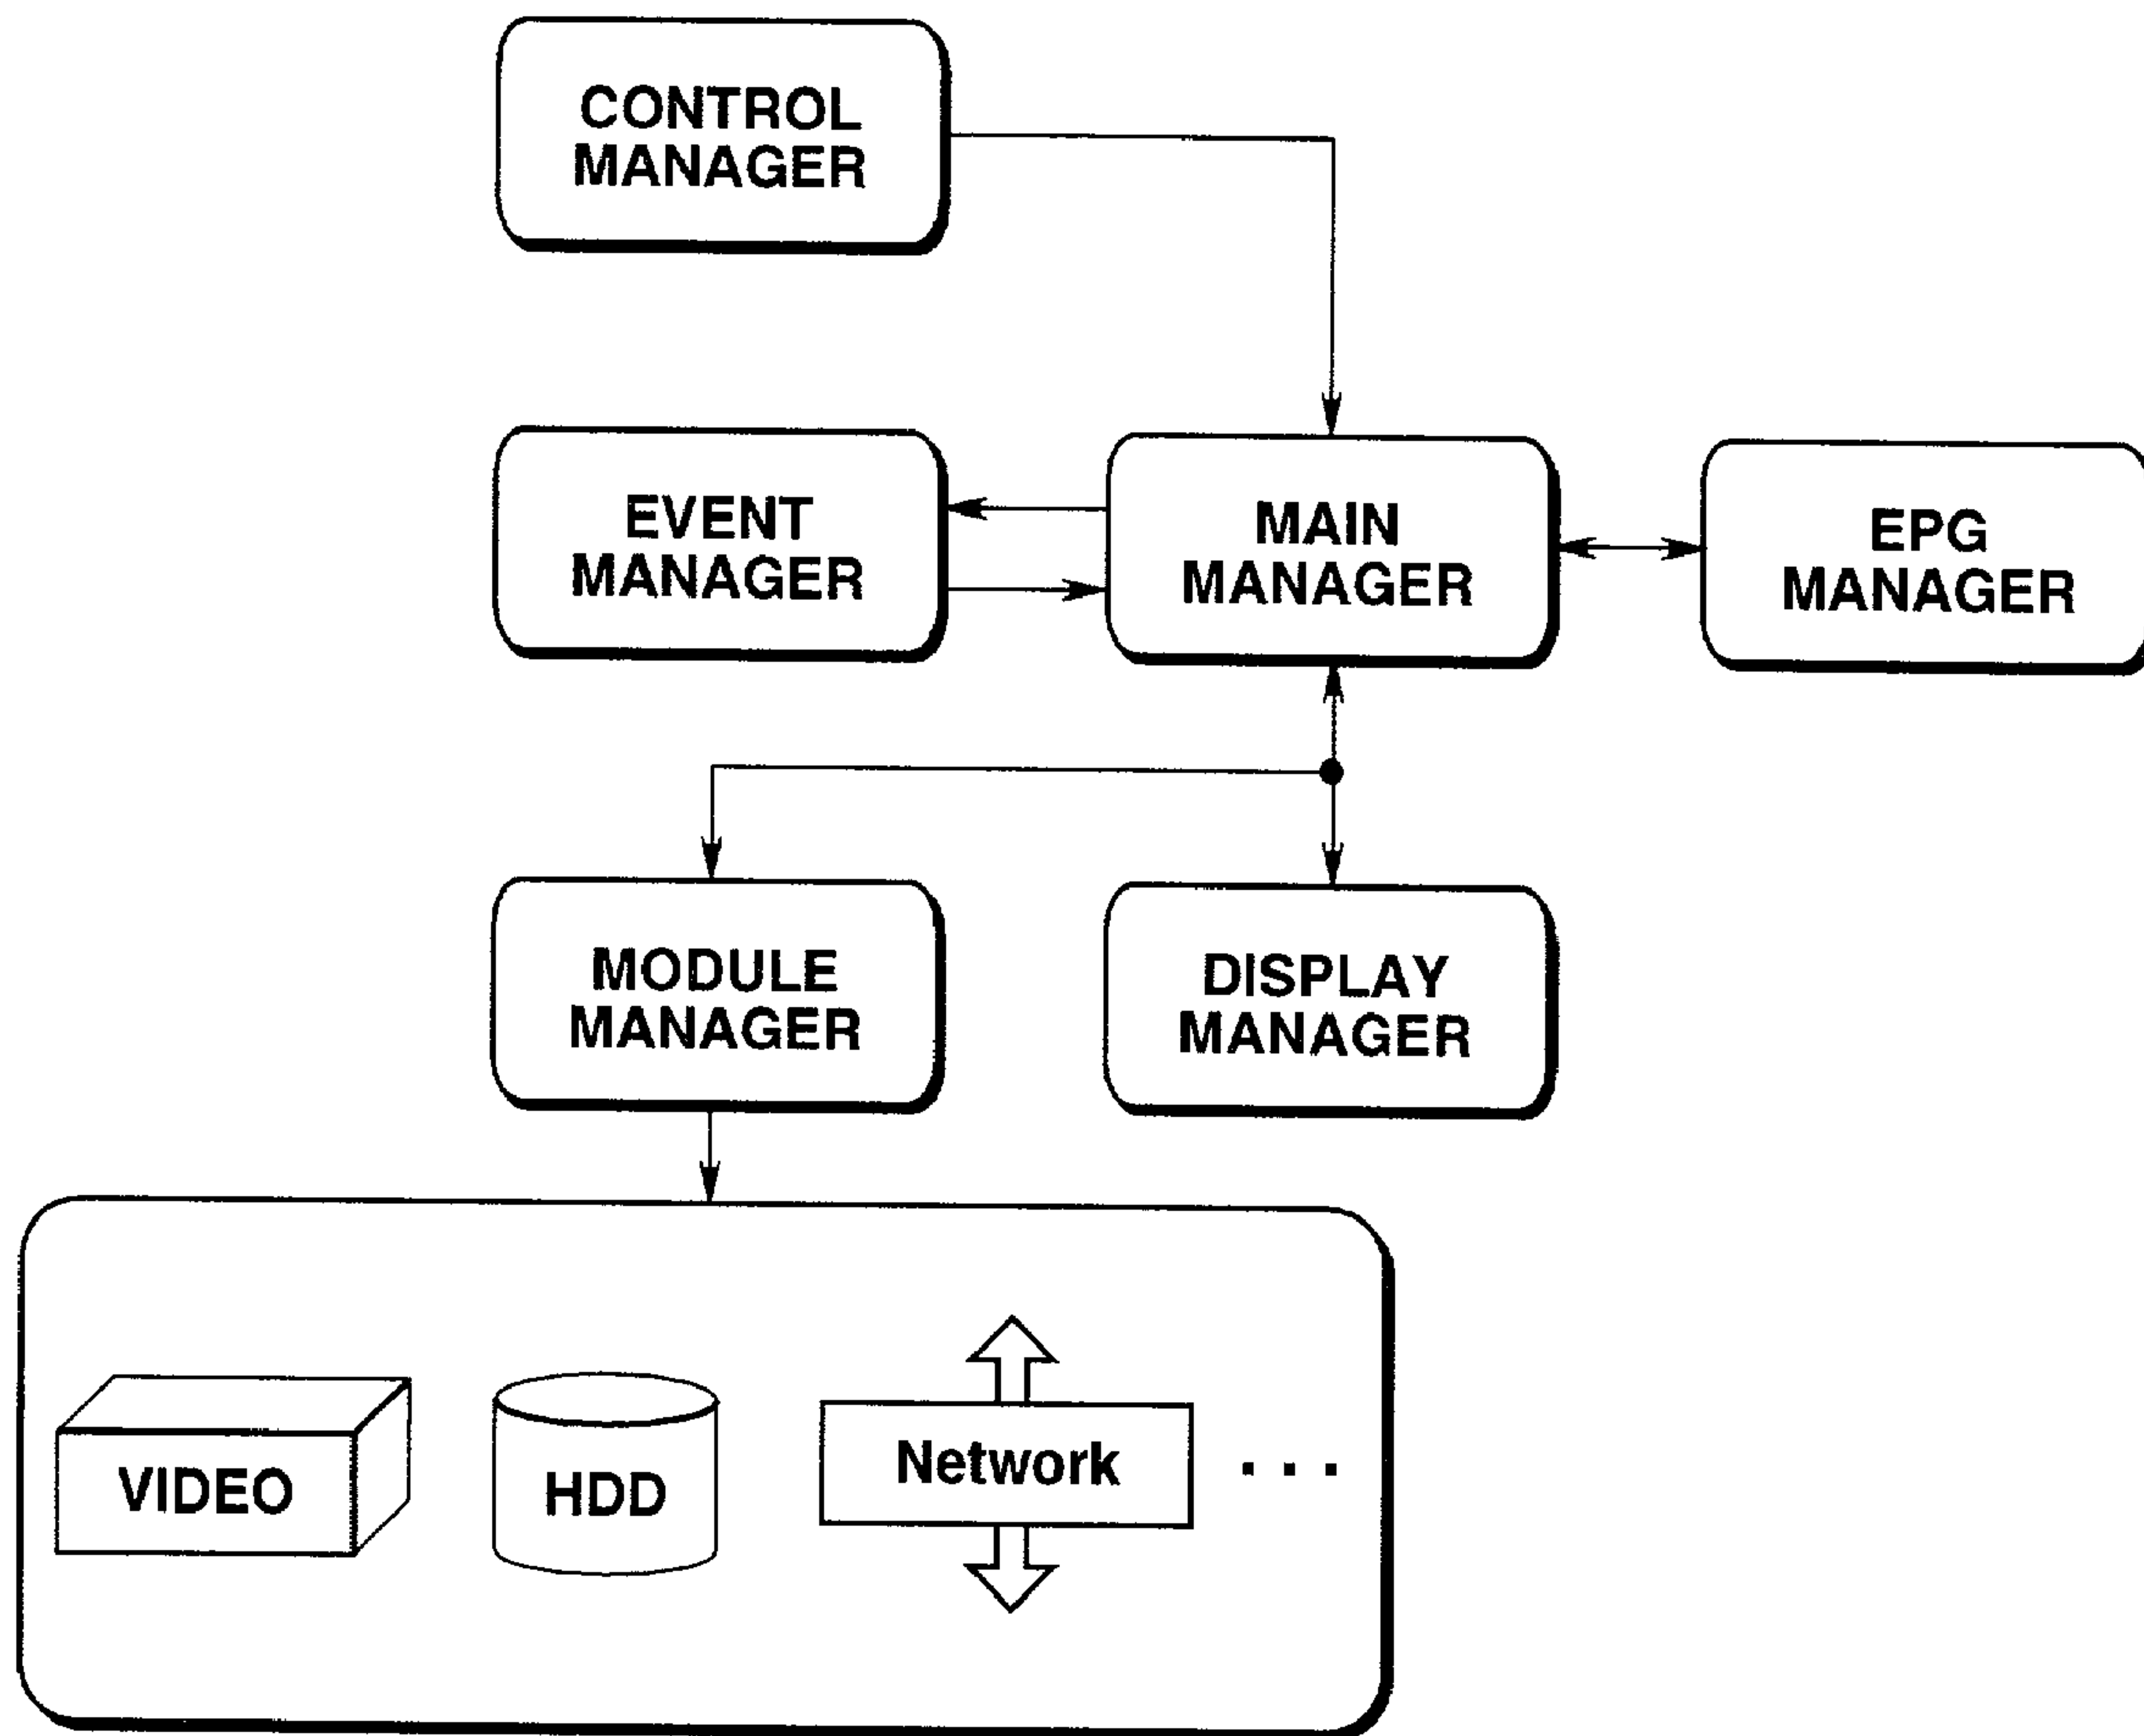 CONTROL
MANAGER
EVENT
MANAGER
MAIN
MANAGER
EPG
MANAGER
MODULE
MANAGER
DISPLAY
MANAGER
VIDEO
HDD
Network
...